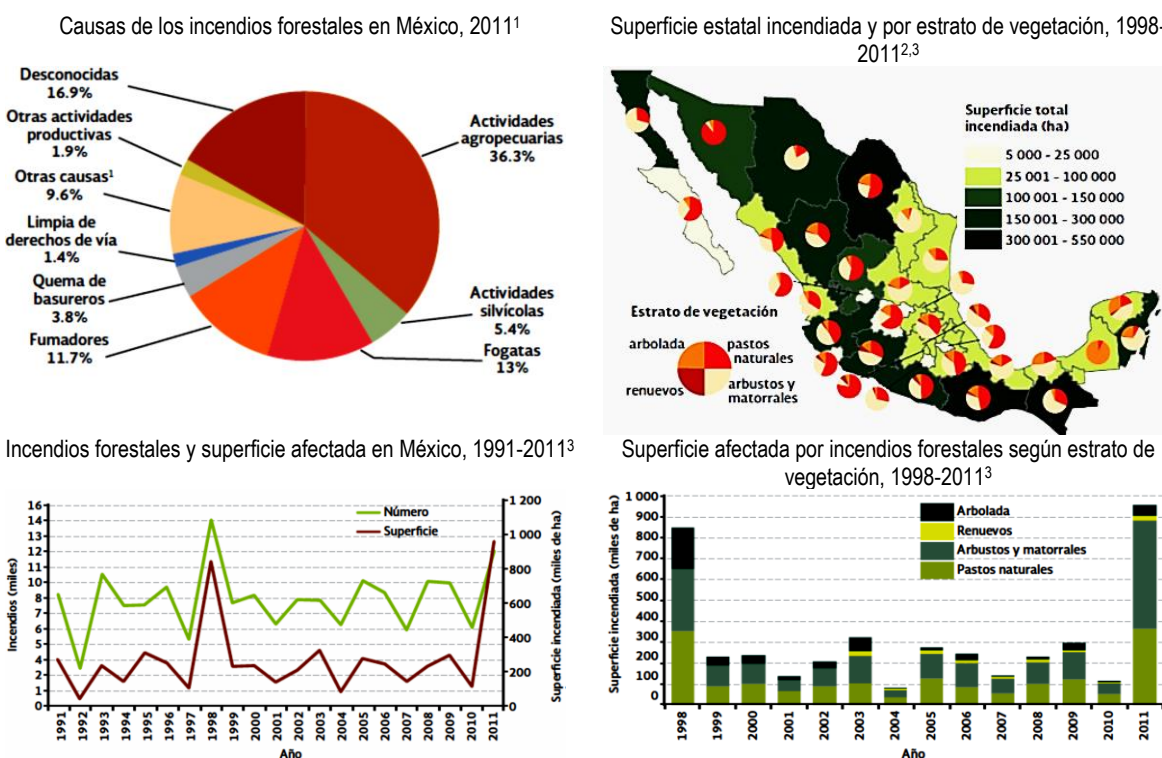 Causas de los incendios forestales en México, 2011¹
Desconocidas
16.9%
Otras actividades
productivas
1.9%
Otras causas¹
9.6%
Limpia de
derechos de vía
1.4%
Quema de
basureros
3.8%
Fumadores
11.7%
Actividades
agropecuarias
36.3%
Actividades
silvícolas
5.4%
Fogatas
13%
Superficie estatal incendiada y por estrato de vegetación, 1998-
2011²,³
Superficie total
incendiada (ha)
5 000 - 25 000
25 001 - 100 000
100 001 - 150 000
150 001 - 300 000
300 001 - 550 000
Estrato de vegetación
arbolada
pastos
naturales
renuevos
arbustos y
matorrales
Incendios forestales y superficie afectada en México, 1991-2011³
Incendios (miles)
16
15
14
12
11
10
9
8
7
6
5
4
2
1
0
Número
Superficie
1 200
1 000
800
600
400
200
0
Superficie incendiada (miles de ha)
1991
1992
1993
1994
1995
1996
1997
1998
1999
2000
2001
2002
2003
2004
2005
2006
2007
2008
2009
2010
2011
Año
Superficie afectada por incendios forestales según estrato de
vegetación, 1998-2011³
Superficie incendiada (miles de ha)
1 000
900
800
700
600
500
400
300
200
100
0
Arbolada
Renuevos
Arbustos y matorrales
Pastos naturales
1998
1999
2000
2001
2002
2003
2004
2005
2006
2007
2008
2009
2010
2011
Año